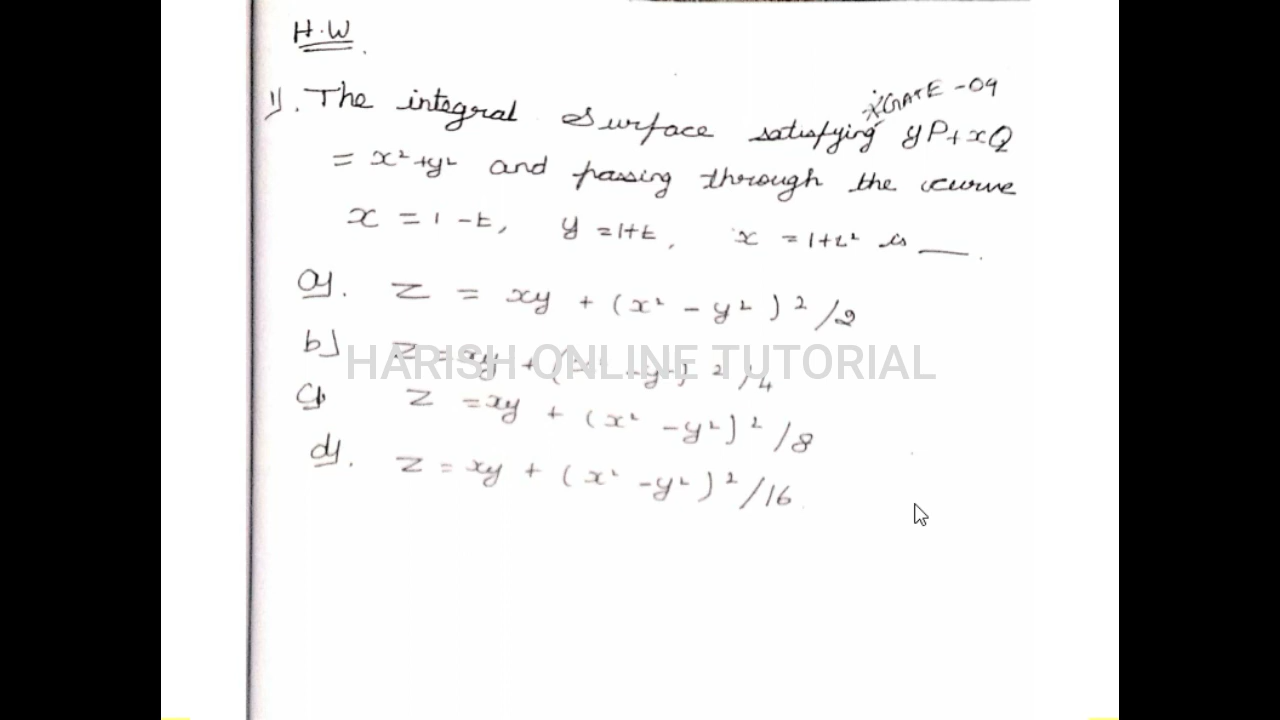 H.W.
1). The integral surface satisfying yP+xQ
*GATE-09
= x²+y² and passing through the curve
x = 1-t, y = 1+t, x = 1+t² is ___.
a). z = xy + (x² - y²)²/2
b) z = xy + (x² - y²)²/4
HARISH ONLINE TUTORIAL
c) z = xy + (x² - y²)²/8
d). z = xy + (x² - y²)²/16